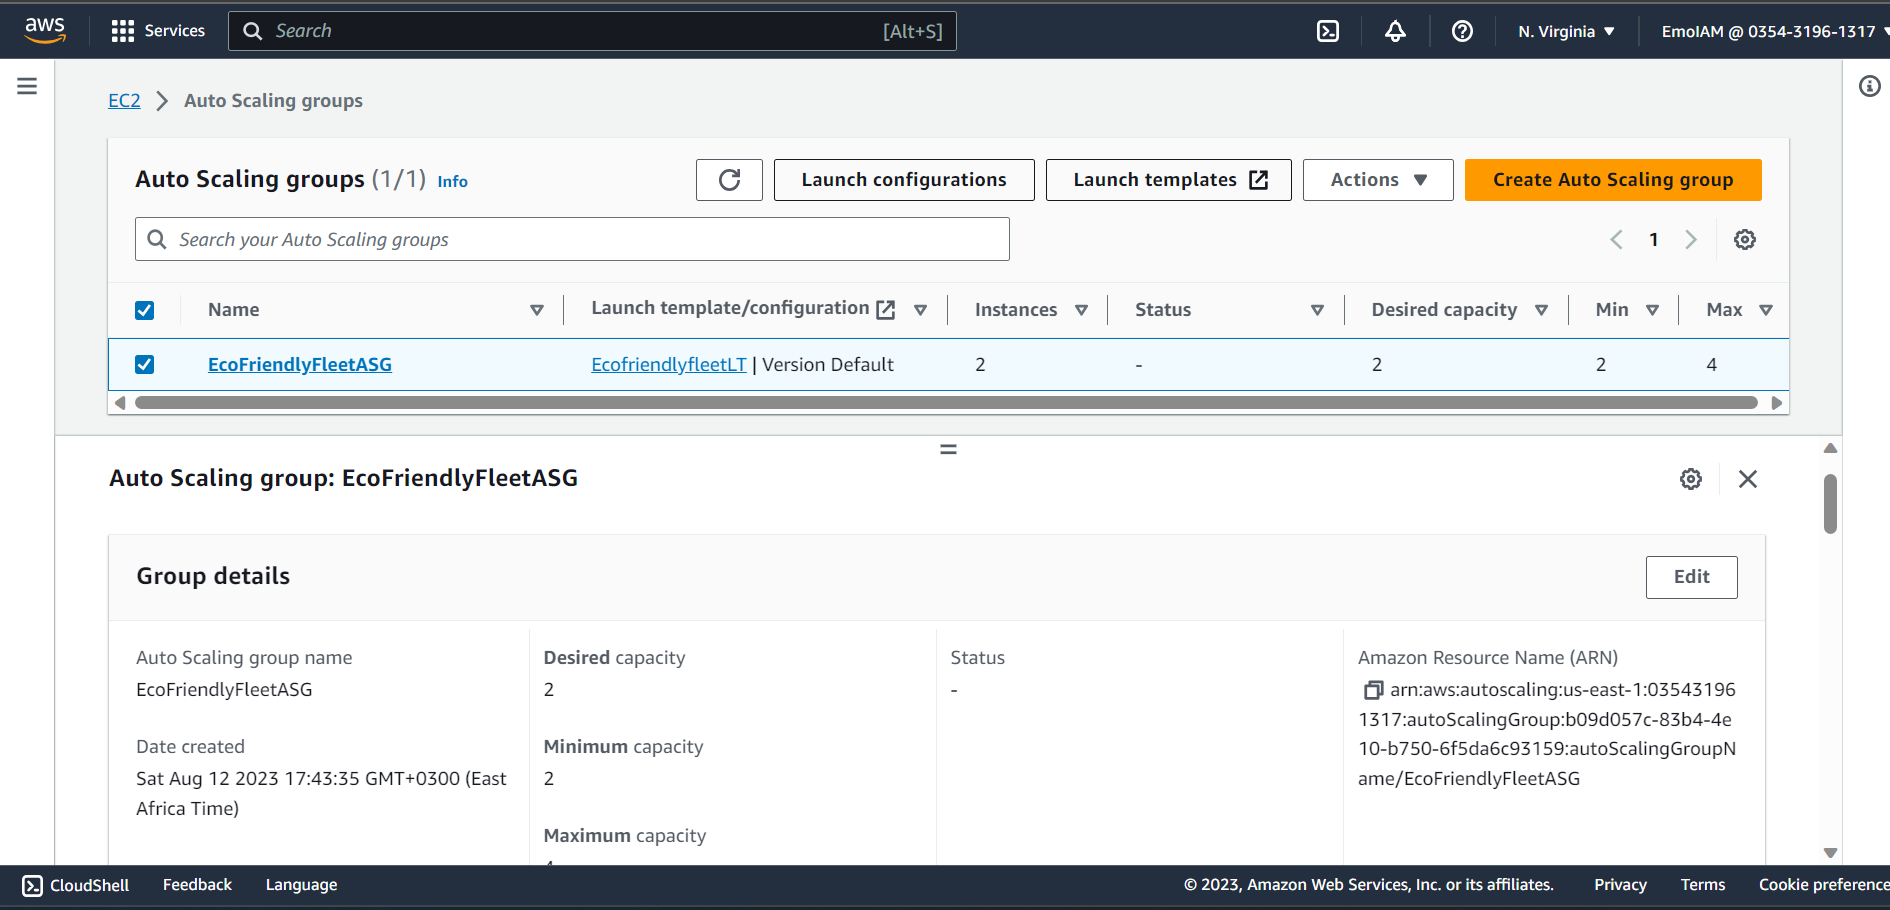 aws Services Search [Alt+S] N. Virginia EmoIAM @ 0354-3196-1317
EC2 Auto Scaling groups
Auto Scaling groups (1/1) Info Launch configurations Launch templates Actions Create Auto Scaling group
Search your Auto Scaling groups 1
Name Launch template/configuration Instances Status Desired capacity Min Max
EcoFriendlyFleetASG EcofriendlyfleetLT | Version Default 2 - 2 2 4
Auto Scaling group: EcoFriendlyFleetASG
Group details Edit
Auto Scaling group name
EcoFriendlyFleetASG
Date created
Sat Aug 12 2023 17:43:35 GMT+0300 (East
Africa Time)
Desired capacity
2
Minimum capacity
2
Maximum capacity
Status
-
Amazon Resource Name (ARN)
arn:aws:autoscaling:us-east-1:03543196
1317:autoScalingGroup:b09d057c-83b4-4e
10-b750-6f5da6c93159:autoScalingGroupN
ame/EcoFriendlyFleetASG
CloudShell Feedback Language © 2023, Amazon Web Services, Inc. or its affiliates. Privacy Terms Cookie preference